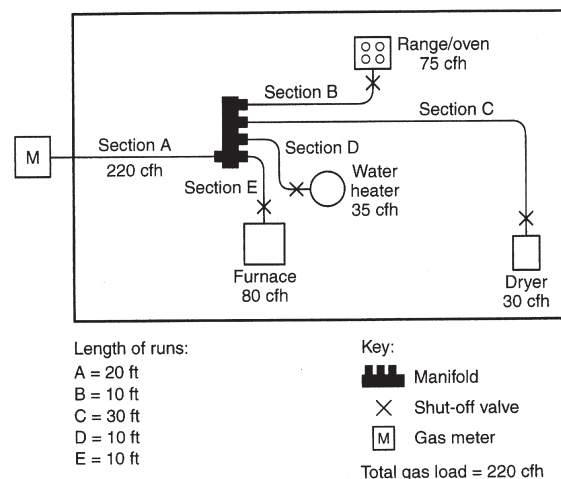 Range/oven
75 cfh
Section B
Section C
M
Section A
220 cfh
Section D
Water
heater
35 cfh
Section E
Furnace
80 cfh
Dryer
30 cfh
Length of runs:
A = 20 ft
B = 10 ft
C = 30 ft
D = 10 ft
E = 10 ft
Key:
Manifold
Shut-off valve
M Gas meter
Total gas load = 220 cfh